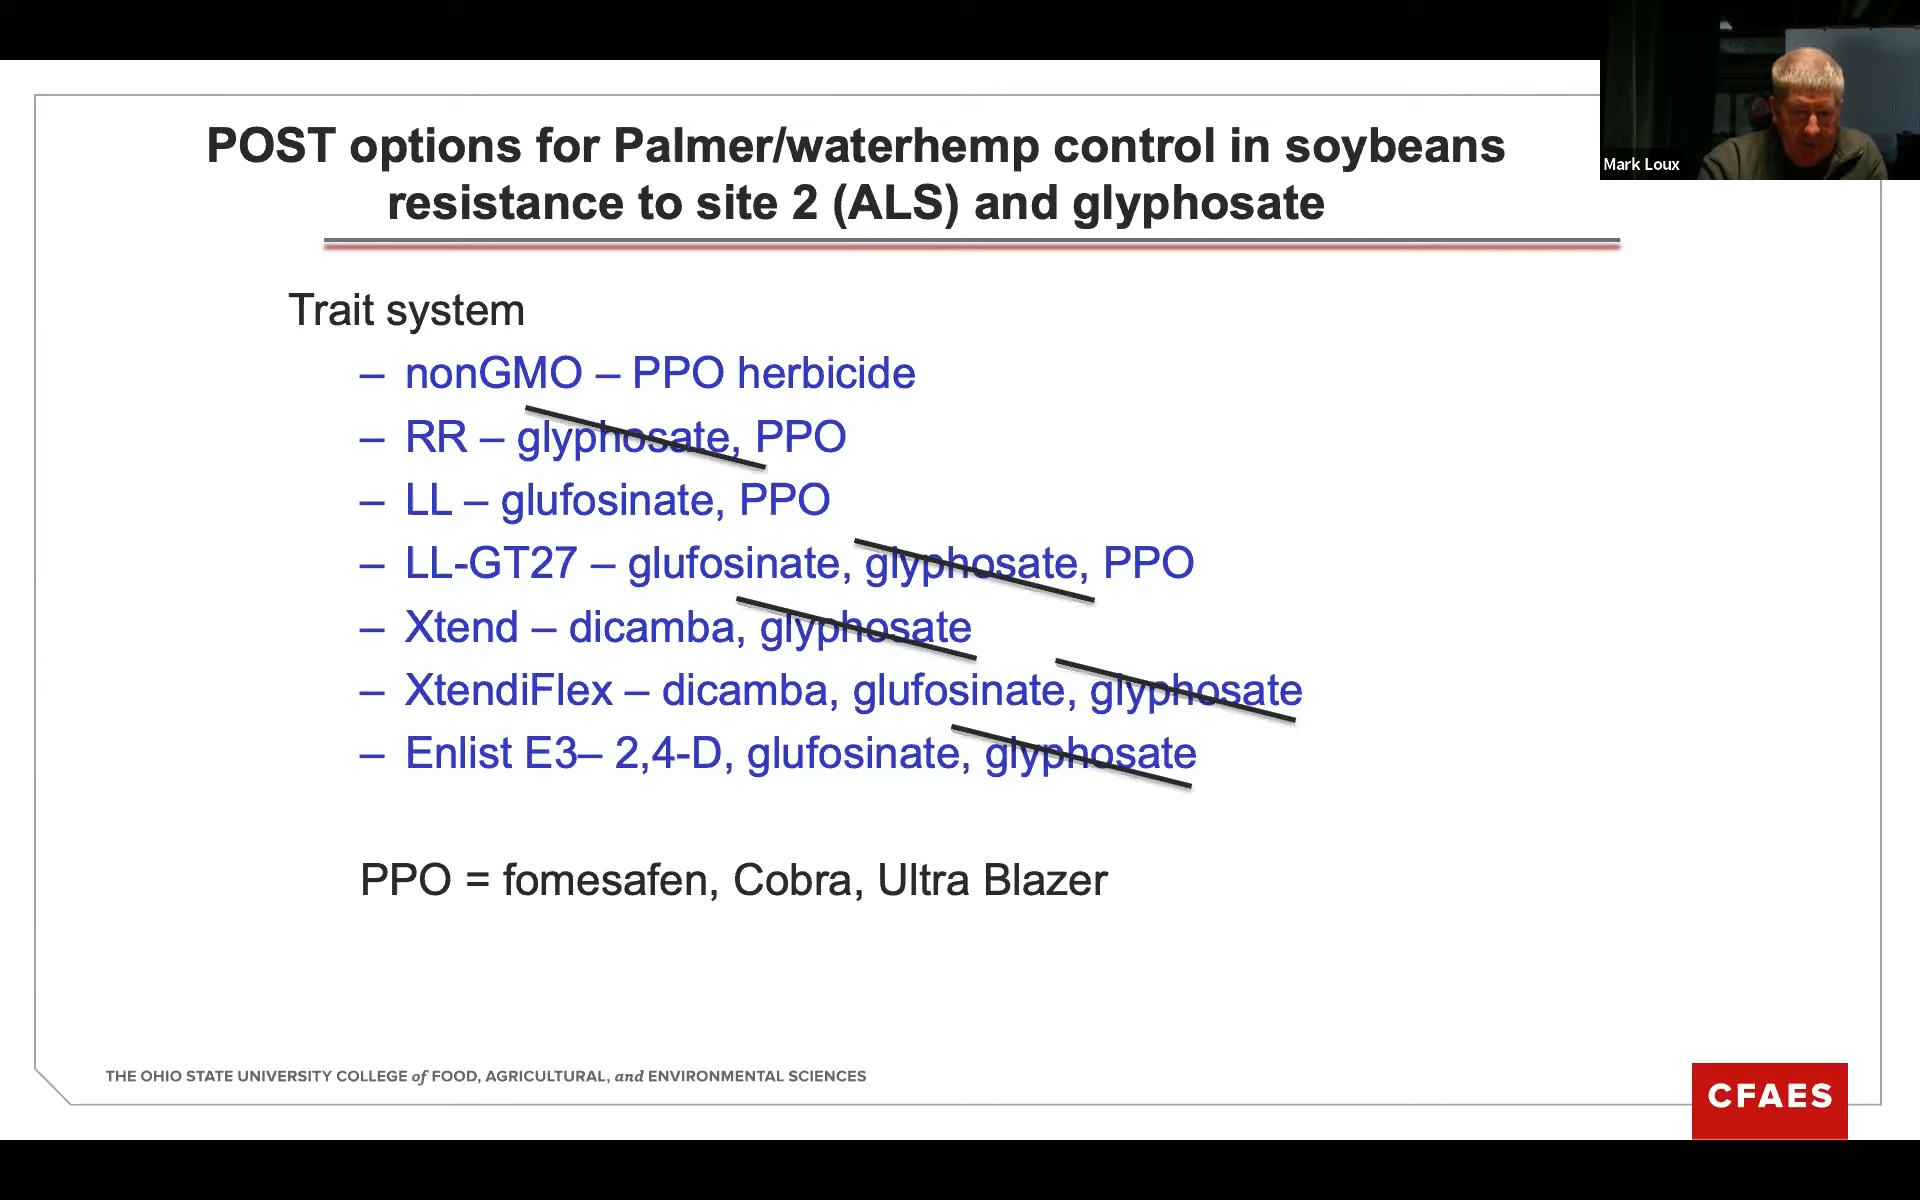 POST options for Palmer/waterhemp control in soybeans
resistance to site 2 (ALS) and glyphosate
Mark Loux
Trait system
– nonGMO – PPO herbicide
– RR – glyphosate, PPO
– LL – glufosinate, PPO
– LL-GT27 – glufosinate, glyphosate, PPO
– Xtend – dicamba, glyphosate
– XtendiFlex – dicamba, glufosinate, glyphosate
– Enlist E3– 2,4-D, glufosinate, glyphosate
PPO = fomesafen, Cobra, Ultra Blazer
THE OHIO STATE UNIVERSITY COLLEGE of FOOD, AGRICULTURAL, and ENVIRONMENTAL SCIENCES
CFAES